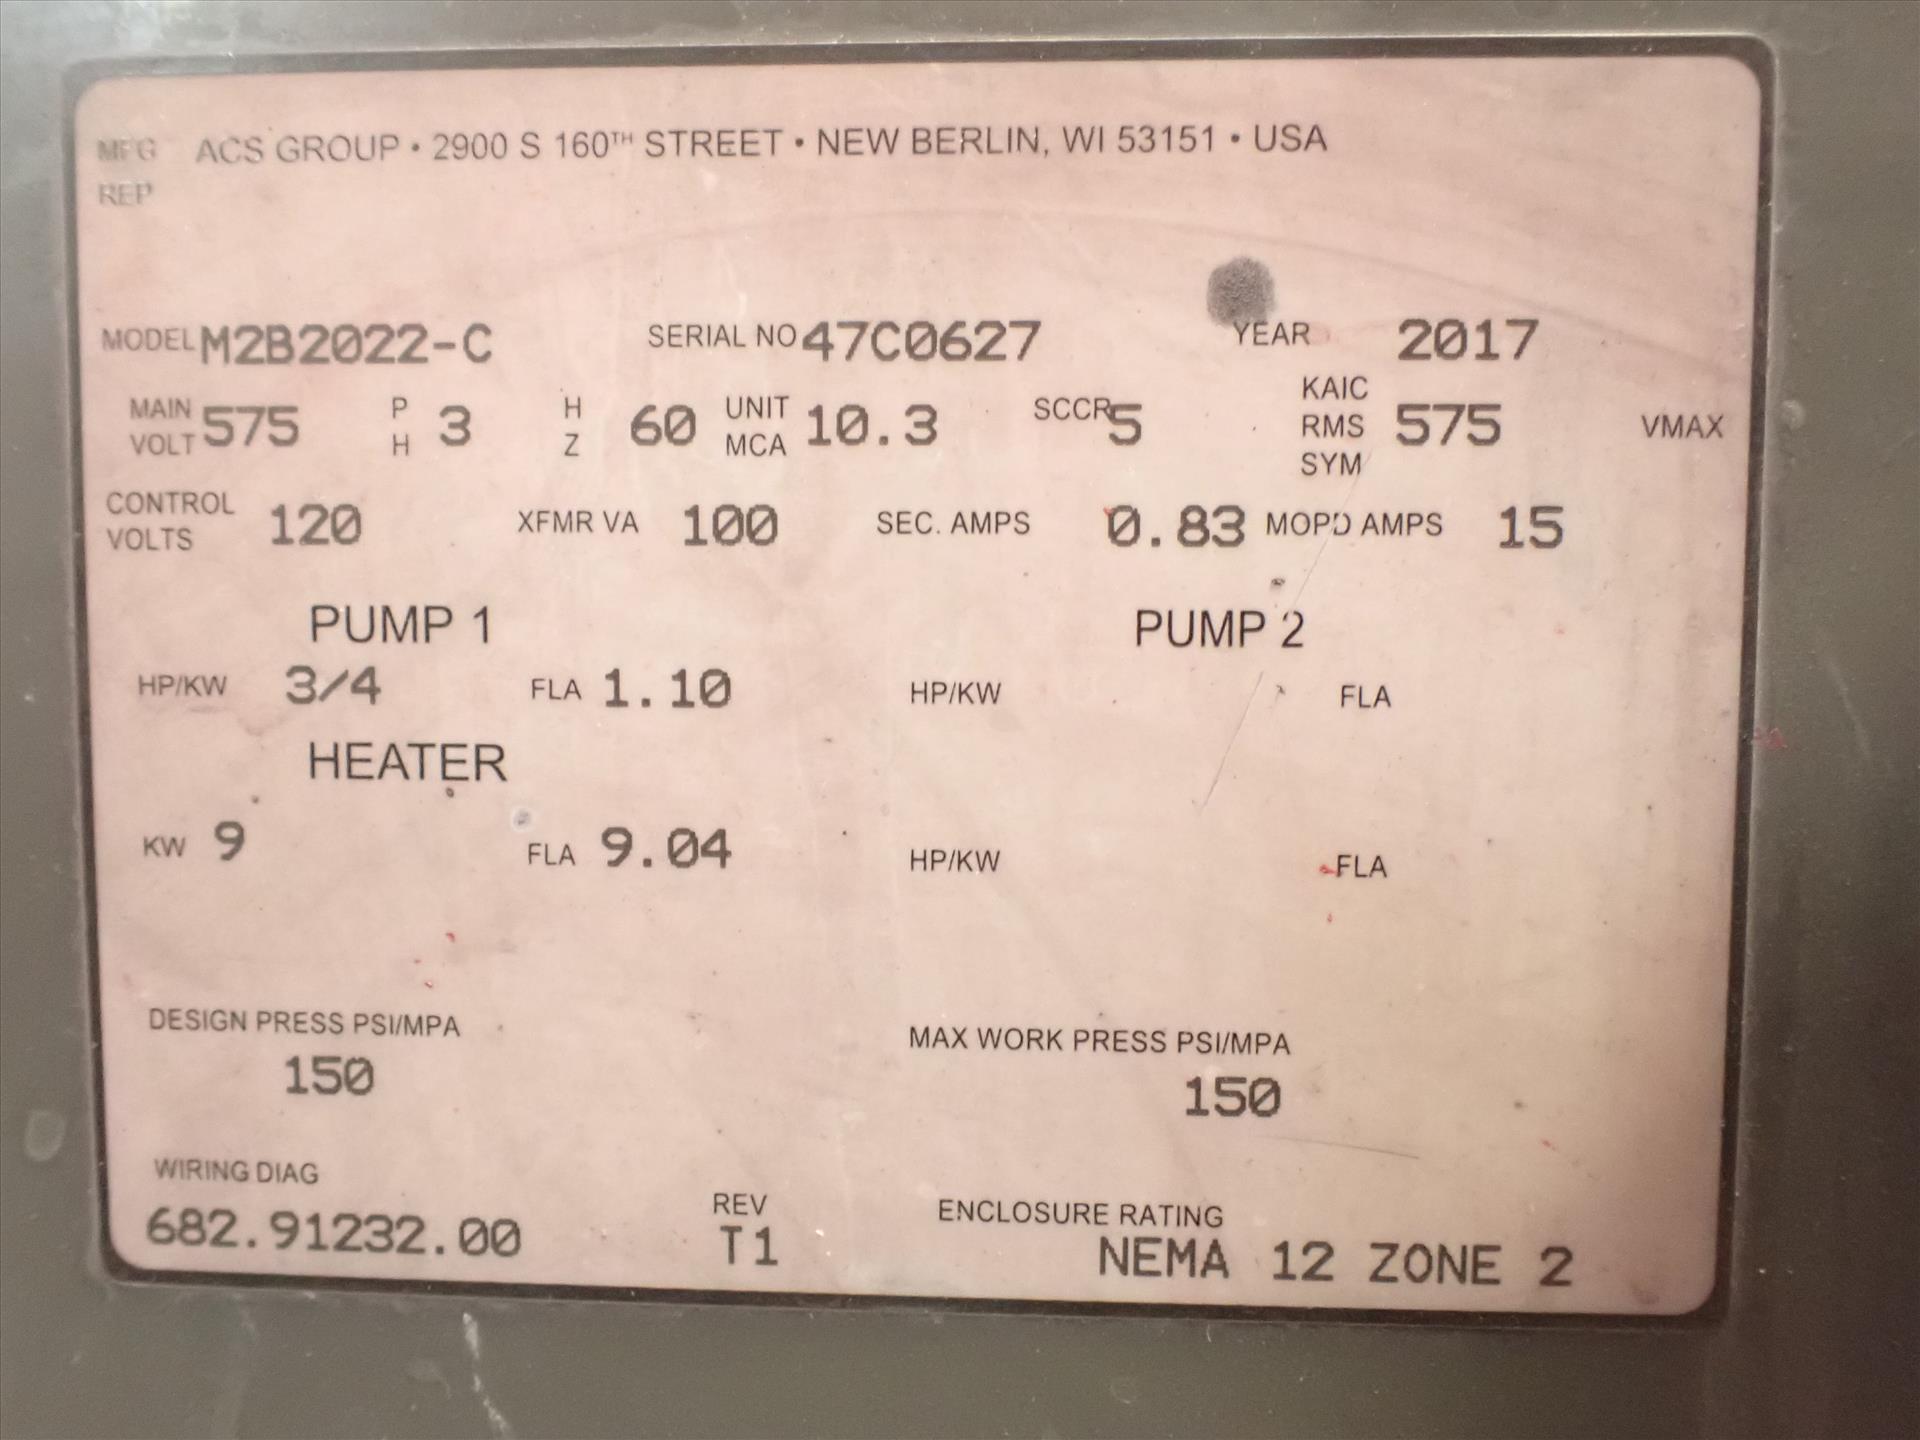 MFG ACS GROUP • 2900 S 160TH STREET • NEW BERLIN, WI 53151 • USA
REP
MODEL M2B2022-C SERIAL NO 47C0627 YEAR 2017
MAIN VOLT 575 PH 3 HZ 60 UNIT MCA 10.3 SCCR 5 KAIC RMS SYM 575 VMAX
CONTROL VOLTS 120 XFMR VA 100 SEC. AMPS 0.83 MOPD AMPS 15
PUMP 1 PUMP 2
HP/KW 3/4 FLA 1.10 HP/KW FLA
HEATER
KW 9 FLA 9.04 HP/KW FLA
DESIGN PRESS PSI/MPA MAX WORK PRESS PSI/MPA
150 150
WIRING DIAG REV ENCLOSURE RATING
682.91232.00 T1 NEMA 12 ZONE 2